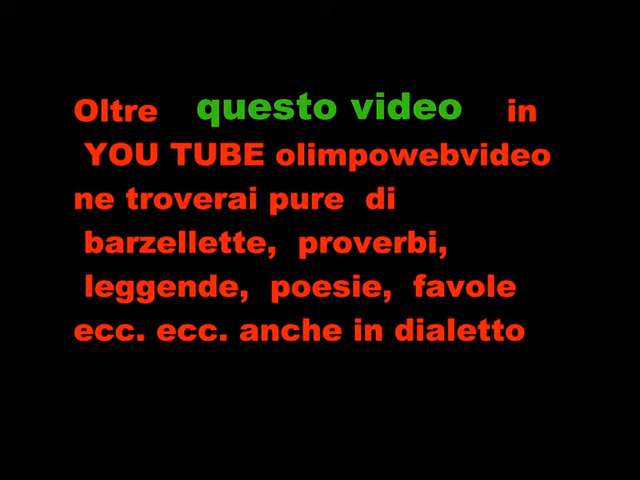 Oltre questo video in
YOU TUBE olimpowebvideo
ne troverai pure di
barzellette, proverbi,
leggende, poesie, favole
ecc. ecc. anche in dialetto